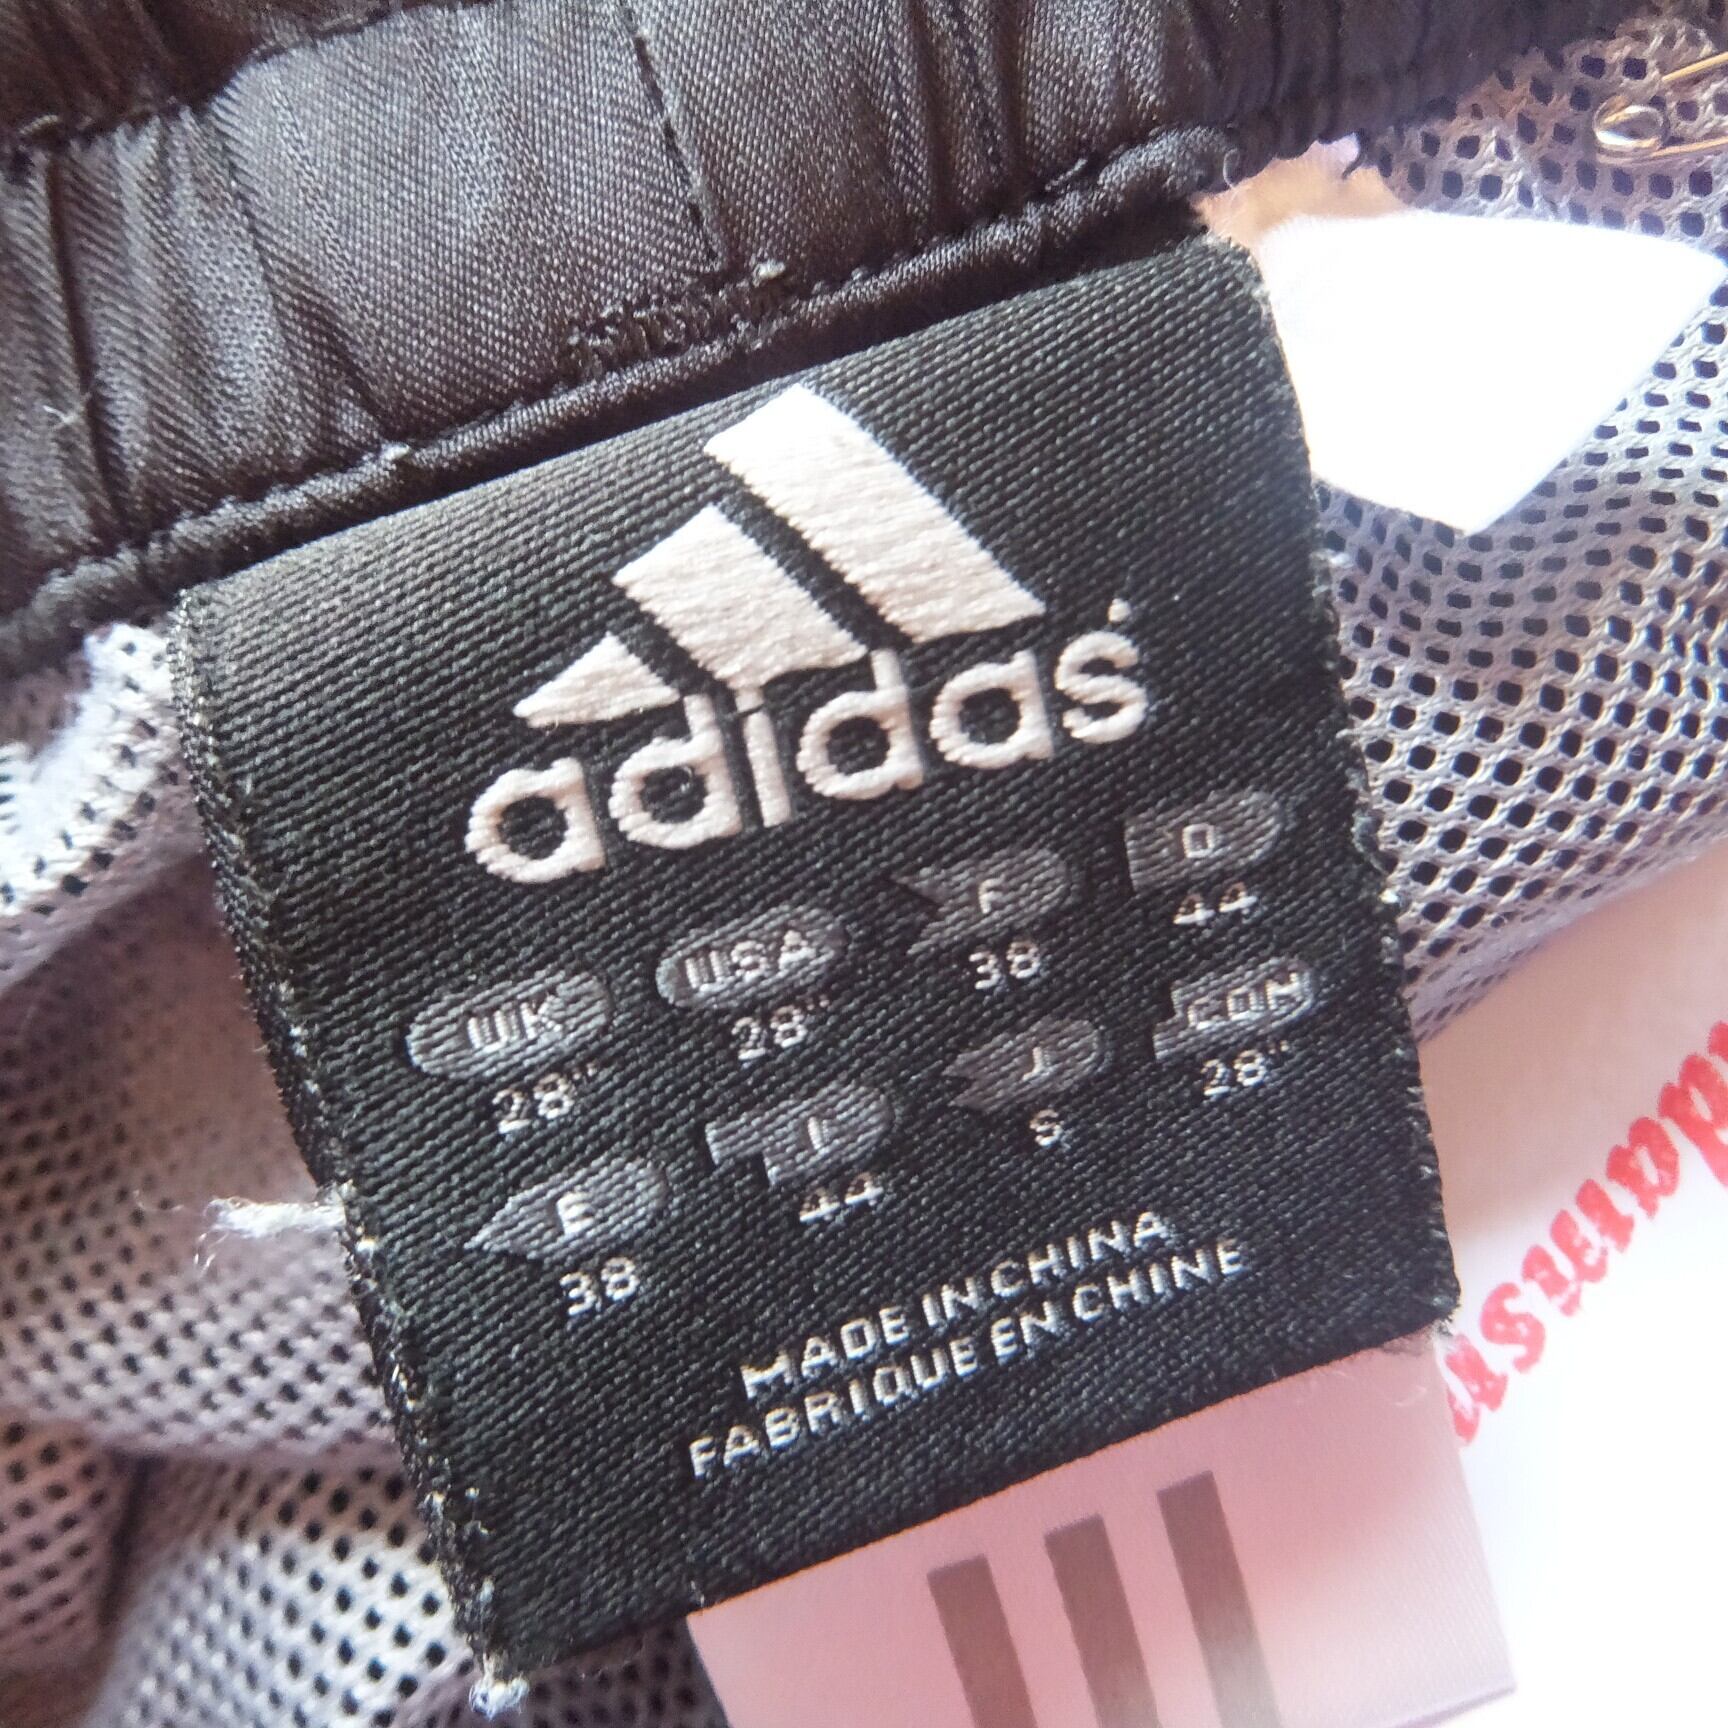 adidas
UK USA F D
28" 28" 38 44
E I J CDN
38 44 S 28"
MADE IN CHINA
FABRIQUE EN CHINE